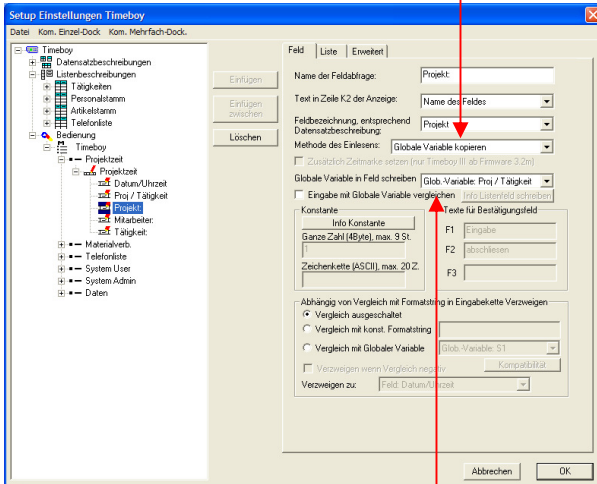 Setup Einstellungen Timeboy
Datei Kom. Einzel-Dock Kom. Mehrfach-Dock.
Timeboy
Datensatzbeschreibungen
Listenbeschreibungen
Tätigkeiten
Personalstamm
Artikelstamm
Telefonliste
Bedienung
Timeboy
Projektzeit
Projektzeit
Datum/Uhrzeit
Proj / Tätigkeit
Projekt:
Mitarbeiter:
Tätigkeit:
Materialverb.
Telefonliste
System User
System Admin
Daten
Einfügen
Einfügen
zwischen
Löschen
Feld Liste Erweitert
Name der Feldabfrage: Projekt:
Text in Zeile K2 der Anzeige: Name des Feldes
Feldbezeichnung, entsprechend
Datensatzbeschreibung: Projekt
Methode des Einlesens: Globale Variable kopieren
Zusätzlich Zeitmarke setzen (nur Timeboy III ab Firmware 3.2m)
Globale Variable in Feld schreiben Glob.-Variable: Proj / Tätigkeit
Eingabe mit Globale Variable vergleichen Info Listenfeld schreiben
Konstante
Info Konstante
Ganze Zahl (4Byte), max. 9 St.
1
Zeichenkette (ASCII), max. 20 Z.
Texte für Bestätigungsfeld
F1 Eingabe
F2 abschliesen
F3
Abhängig von Vergleich mit Formatstring in Eingabekette Verzweigen
Vergleich ausgeschaltet
Vergleich mit konst. Formatstring
Vergleich mit Globaler Variable Glob.-Variable: S1
Verzweigen wenn Vergleich negativ Kompatibilität
Verzweigen zu: Feld: Datum/Uhrzeit
Abbrechen OK